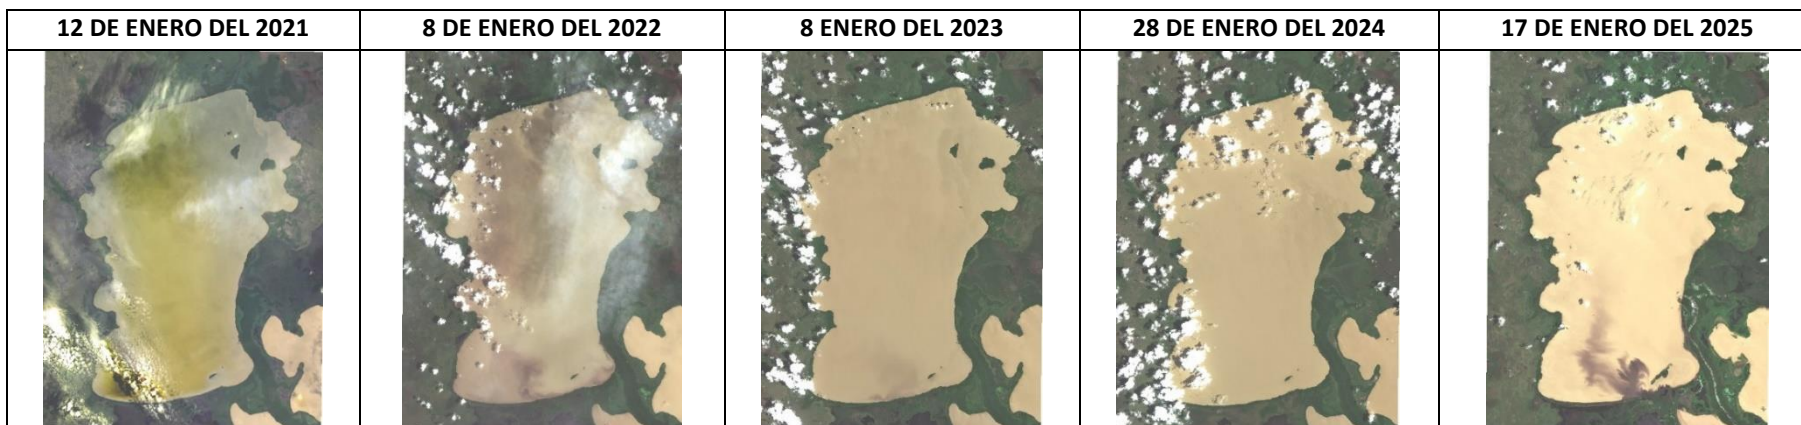 12 DE ENERO DEL 2021
8 DE ENERO DEL 2022
8 ENERO DEL 2023
28 DE ENERO DEL 2024
17 DE ENERO DEL 2025